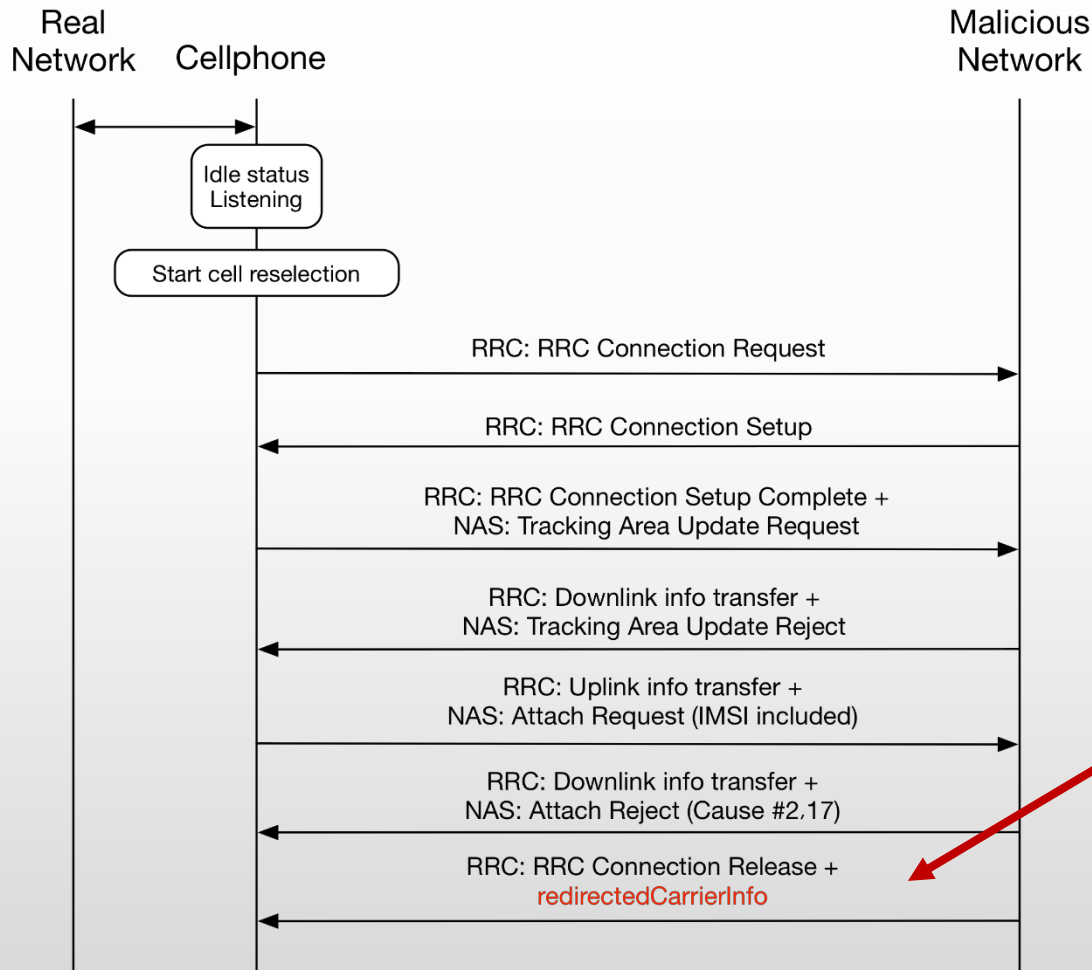 Real
Network
Cellphone
Malicious
Network
Idle status
Listening
Start cell reselection
RRC: RRC Connection Request
RRC: RRC Connection Setup
RRC: RRC Connection Setup Complete +
NAS: Tracking Area Update Request
RRC: Downlink info transfer +
NAS: Tracking Area Update Reject
RRC: Uplink info transfer +
NAS: Attach Request (IMSI included)
RRC: Downlink info transfer +
NAS: Attach Reject (Cause #2,17)
RRC: RRC Connection Release +
redirectedCarrierInfo